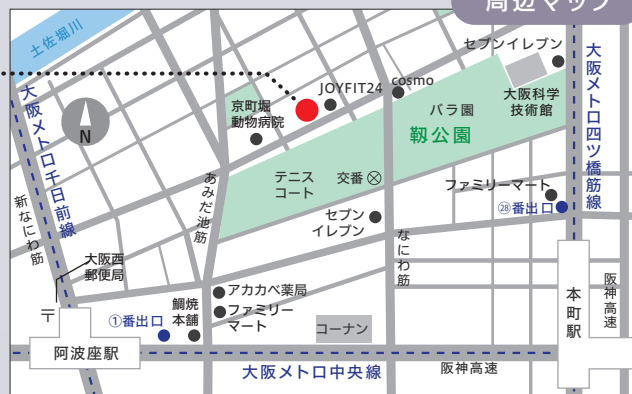 周辺マップ
土佐堀川
セブンイレブン
JOYFIT24
cosmo
大阪科学
技術館
京町堀
動物病院
バラ園
靱公園
大阪メトロ四ツ橋筋線
N
大阪メトロ千日前線
新なにわ筋
あみだ池筋
テニス
コート
交番
ファミリーマート
㉘番出口
セブン
イレブン
なにわ筋
大阪西
郵便局
〒
アカカベ薬局
ファミリー
マート
鯛焼
本舗
①番出口
コーナン
本町駅
阪神高速
阿波座駅
大阪メトロ中央線
阪神高速